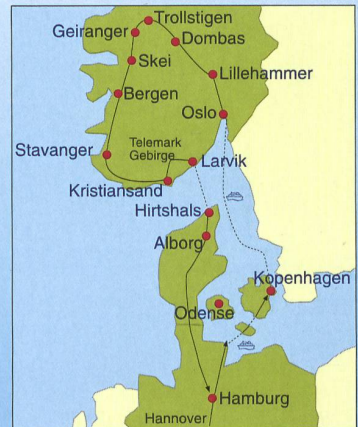 Trollstigen
Geiranger
Dombas
Skei
Lillehammer
Bergen
Oslo
Telemark
Gebirge
Stavanger
Larvik
Kristiansand
Hirtshals
Alborg
Kopenhagen
Odense
Hamburg
Hannover